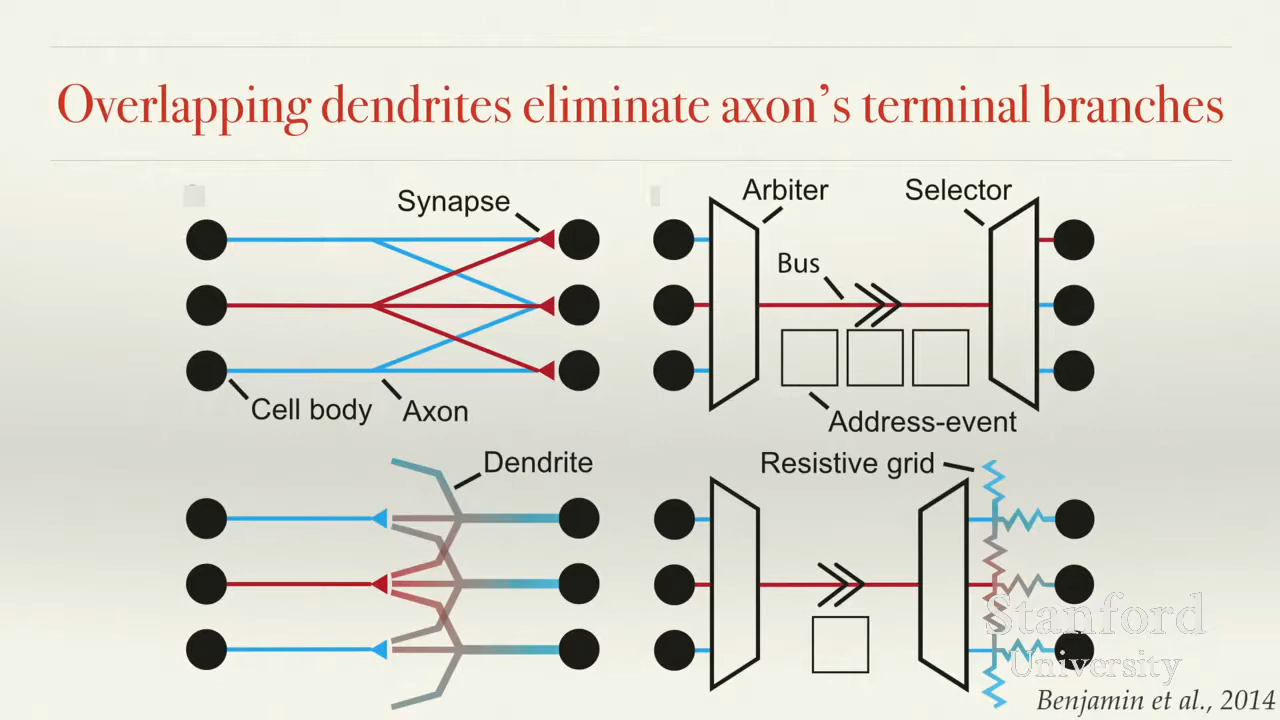 Overlapping dendrites eliminate axon's terminal branches
Synapse
Cell body
Axon
Arbiter
Selector
Bus
Address-event
Dendrite
Resistive grid
Stanford
University
Benjamin et al., 2014